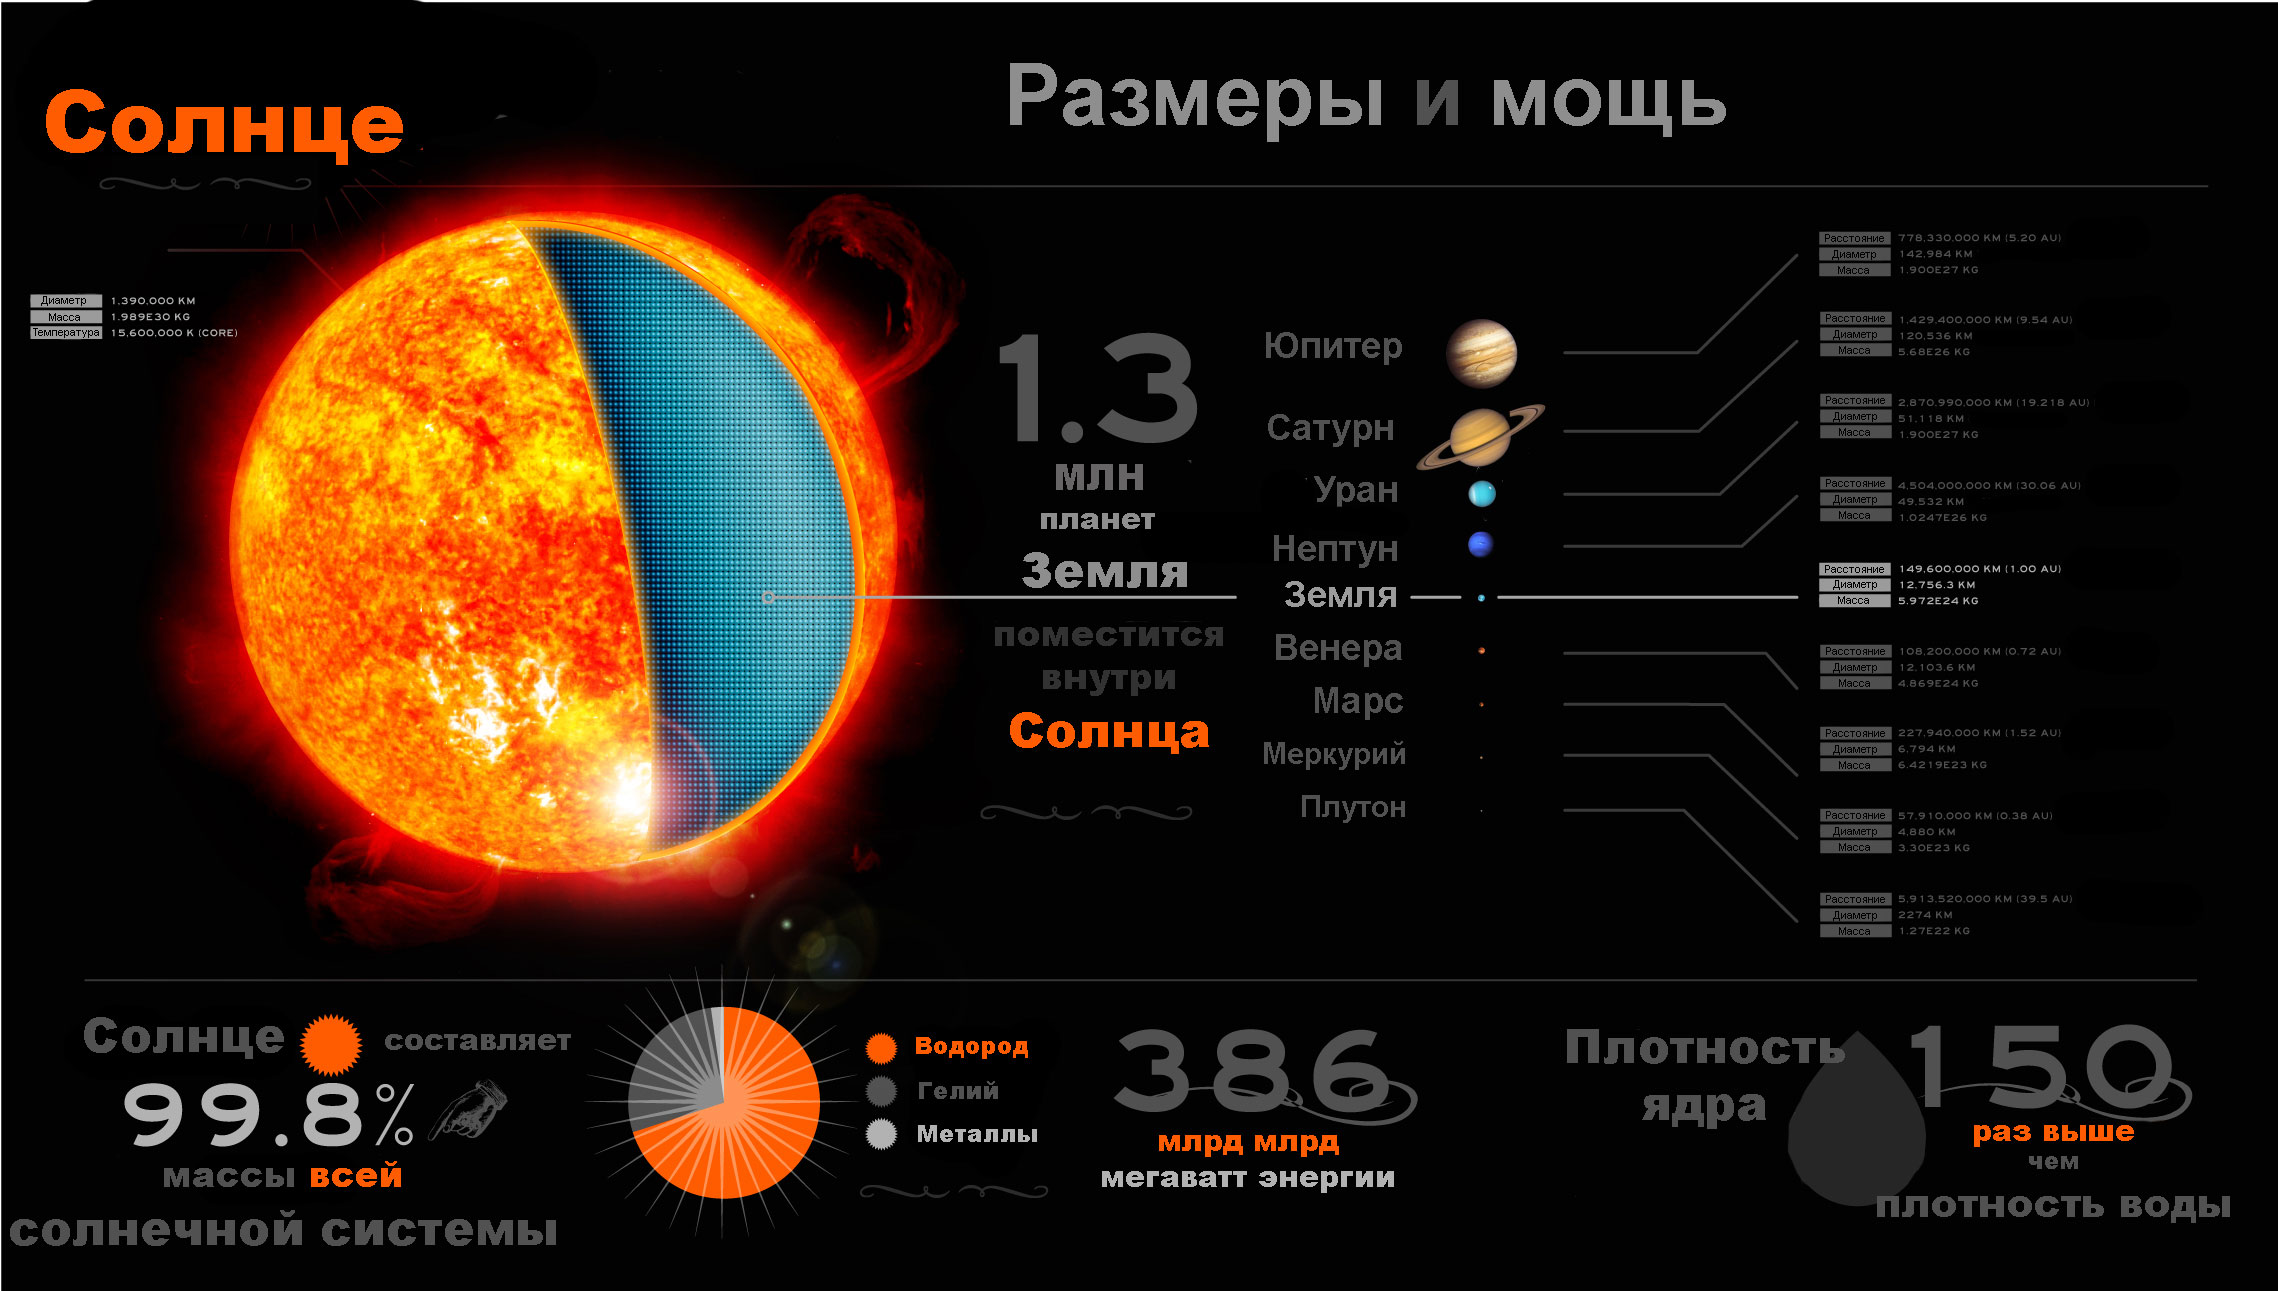 Солнце
Размеры и мощь
Диаметр 1,390,000 KM
Масса 1.989E30 KG
Температура 15,600,000 K (CORE)
1.3
млн
планет
Земля
поместится
внутри
Солнца
Юпитер
Расстояние 778,330,000 KM (5.20 AU)
Диаметр 142,984 KM
Масса 1.900E27 KG
Сатурн
Расстояние 1,429,400,000 KM (9.54 AU)
Диаметр 120,536 KM
Масса 5.68E26 KG
Уран
Расстояние 2,870,990,000 KM (19.218 AU)
Диаметр 51,118 KM
Масса 1.900E27 KG
Нептун
Расстояние 4,504,000,000 KM (30.06 AU)
Диаметр 49,532 KM
Масса 1.0247E26 KG
Земля
Расстояние 149,600,000 KM (1.00 AU)
Диаметр 12,756.3 KM
Масса 5.972E24 KG
Венера
Расстояние 108,200,000 KM (0.72 AU)
Диаметр 12,103.6 KM
Масса 4.869E24 KG
Марс
Расстояние 227,940,000 KM (1.52 AU)
Диаметр 6,794 KM
Масса 6.4219E23 KG
Меркурий
Расстояние 57,910,000 KM (0.38 AU)
Диаметр 4,880 KM
Масса 3.30E23 KG
Плутон
Расстояние 5,913,520,000 KM (39.5 AU)
Диаметр 2274 KM
Масса 1.27E22 KG
Солнце составляет
99.8%
массы всей
солнечной системы
Водород
Гелий
Металлы
386
млрд млрд
мегаватт энергии
Плотность
ядра
150
раз выше
чем
плотность воды